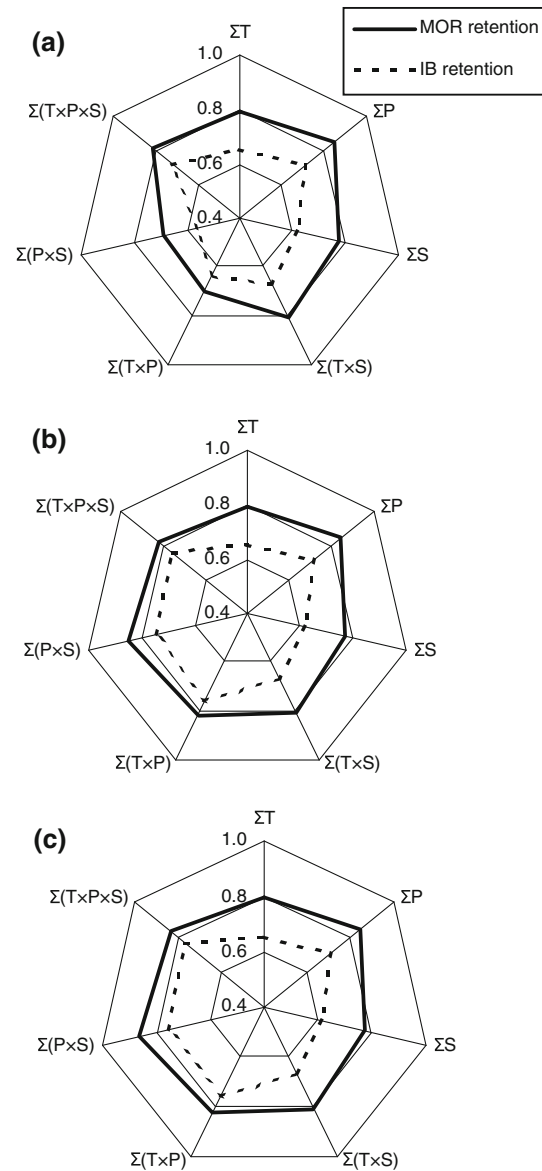 MOR retention
IB retention
(a)
ΣT
1.0
0.8
0.6
0.4
ΣP
ΣS
Σ(T×S)
Σ(T×P)
Σ(P×S)
Σ(T×P×S)
(b)
ΣT
1.0
0.8
0.6
0.4
ΣP
ΣS
Σ(T×S)
Σ(T×P)
Σ(P×S)
Σ(T×P×S)
(c)
ΣT
1.0
0.8
0.6
0.4
ΣP
ΣS
Σ(T×S)
Σ(T×P)
Σ(P×S)
Σ(T×P×S)